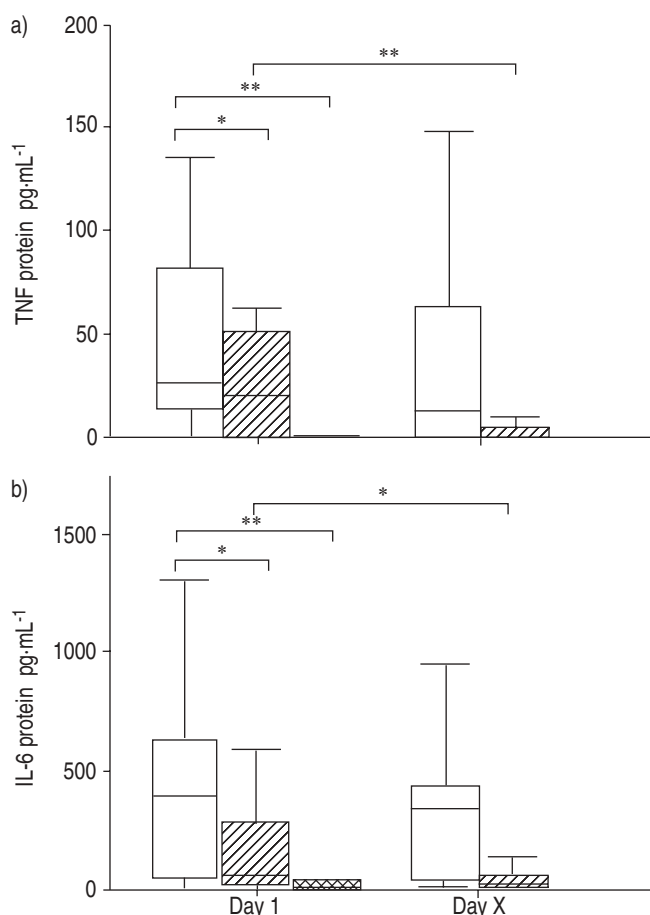 a)
200
150
100
50
0
TNF protein pg·mL⁻¹
**
**
*
b)
1500
1000
500
0
IL-6 protein pg·mL⁻¹
*
**
*
Day 1
Day X